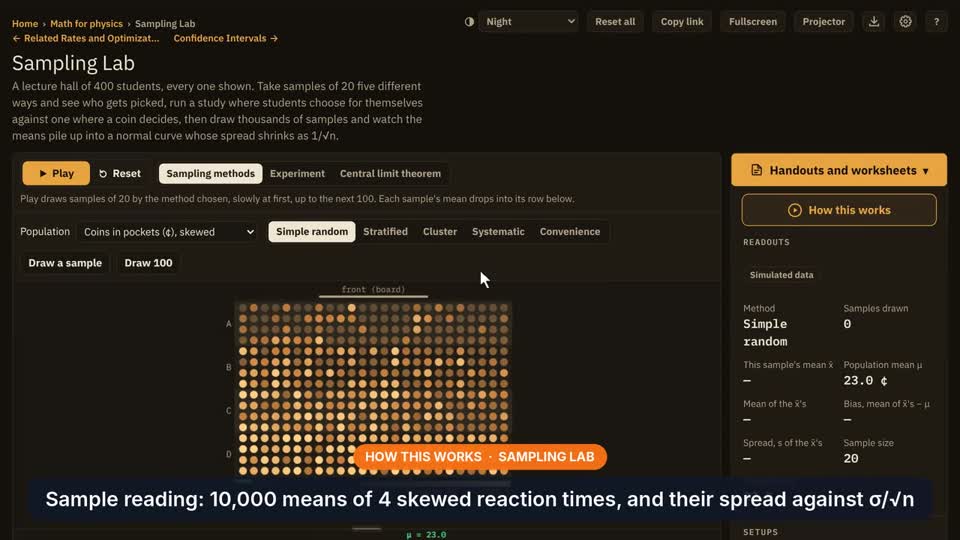 Home › Math for physics › Sampling Lab
← Related Rates and Optimizat... Confidence Intervals →
Night
Reset all
Copy link
Fullscreen
Projector
?
Sampling Lab
A lecture hall of 400 students, every one shown. Take samples of 20 five different
ways and see who gets picked, run a study where students choose for themselves
against one where a coin decides, then draw thousands of samples and watch the
means pile up into a normal curve whose spread shrinks as 1/√n.
Play
Reset
Sampling methods
Experiment
Central limit theorem
Play draws samples of 20 by the method chosen, slowly at first, up to the next 100. Each sample's mean drops into its row below.
Population
Coins in pockets (¢), skewed
Simple random
Stratified
Cluster
Systematic
Convenience
Draw a sample
Draw 100
front (board)
A
B
C
D
μ = 23.0
Handouts and worksheets ▾
How this works
READOUTS
Simulated data
Method
Simple
random
Samples drawn
0
This sample's mean x̄
—
Population mean μ
23.0 ¢
Mean of the x̄'s
—
Bias, mean of x̄'s − μ
—
Spread, s of the x̄'s
—
Sample size
20
SETUPS
HOW THIS WORKS · SAMPLING LAB
Sample reading: 10,000 means of 4 skewed reaction times, and their spread against σ/√n